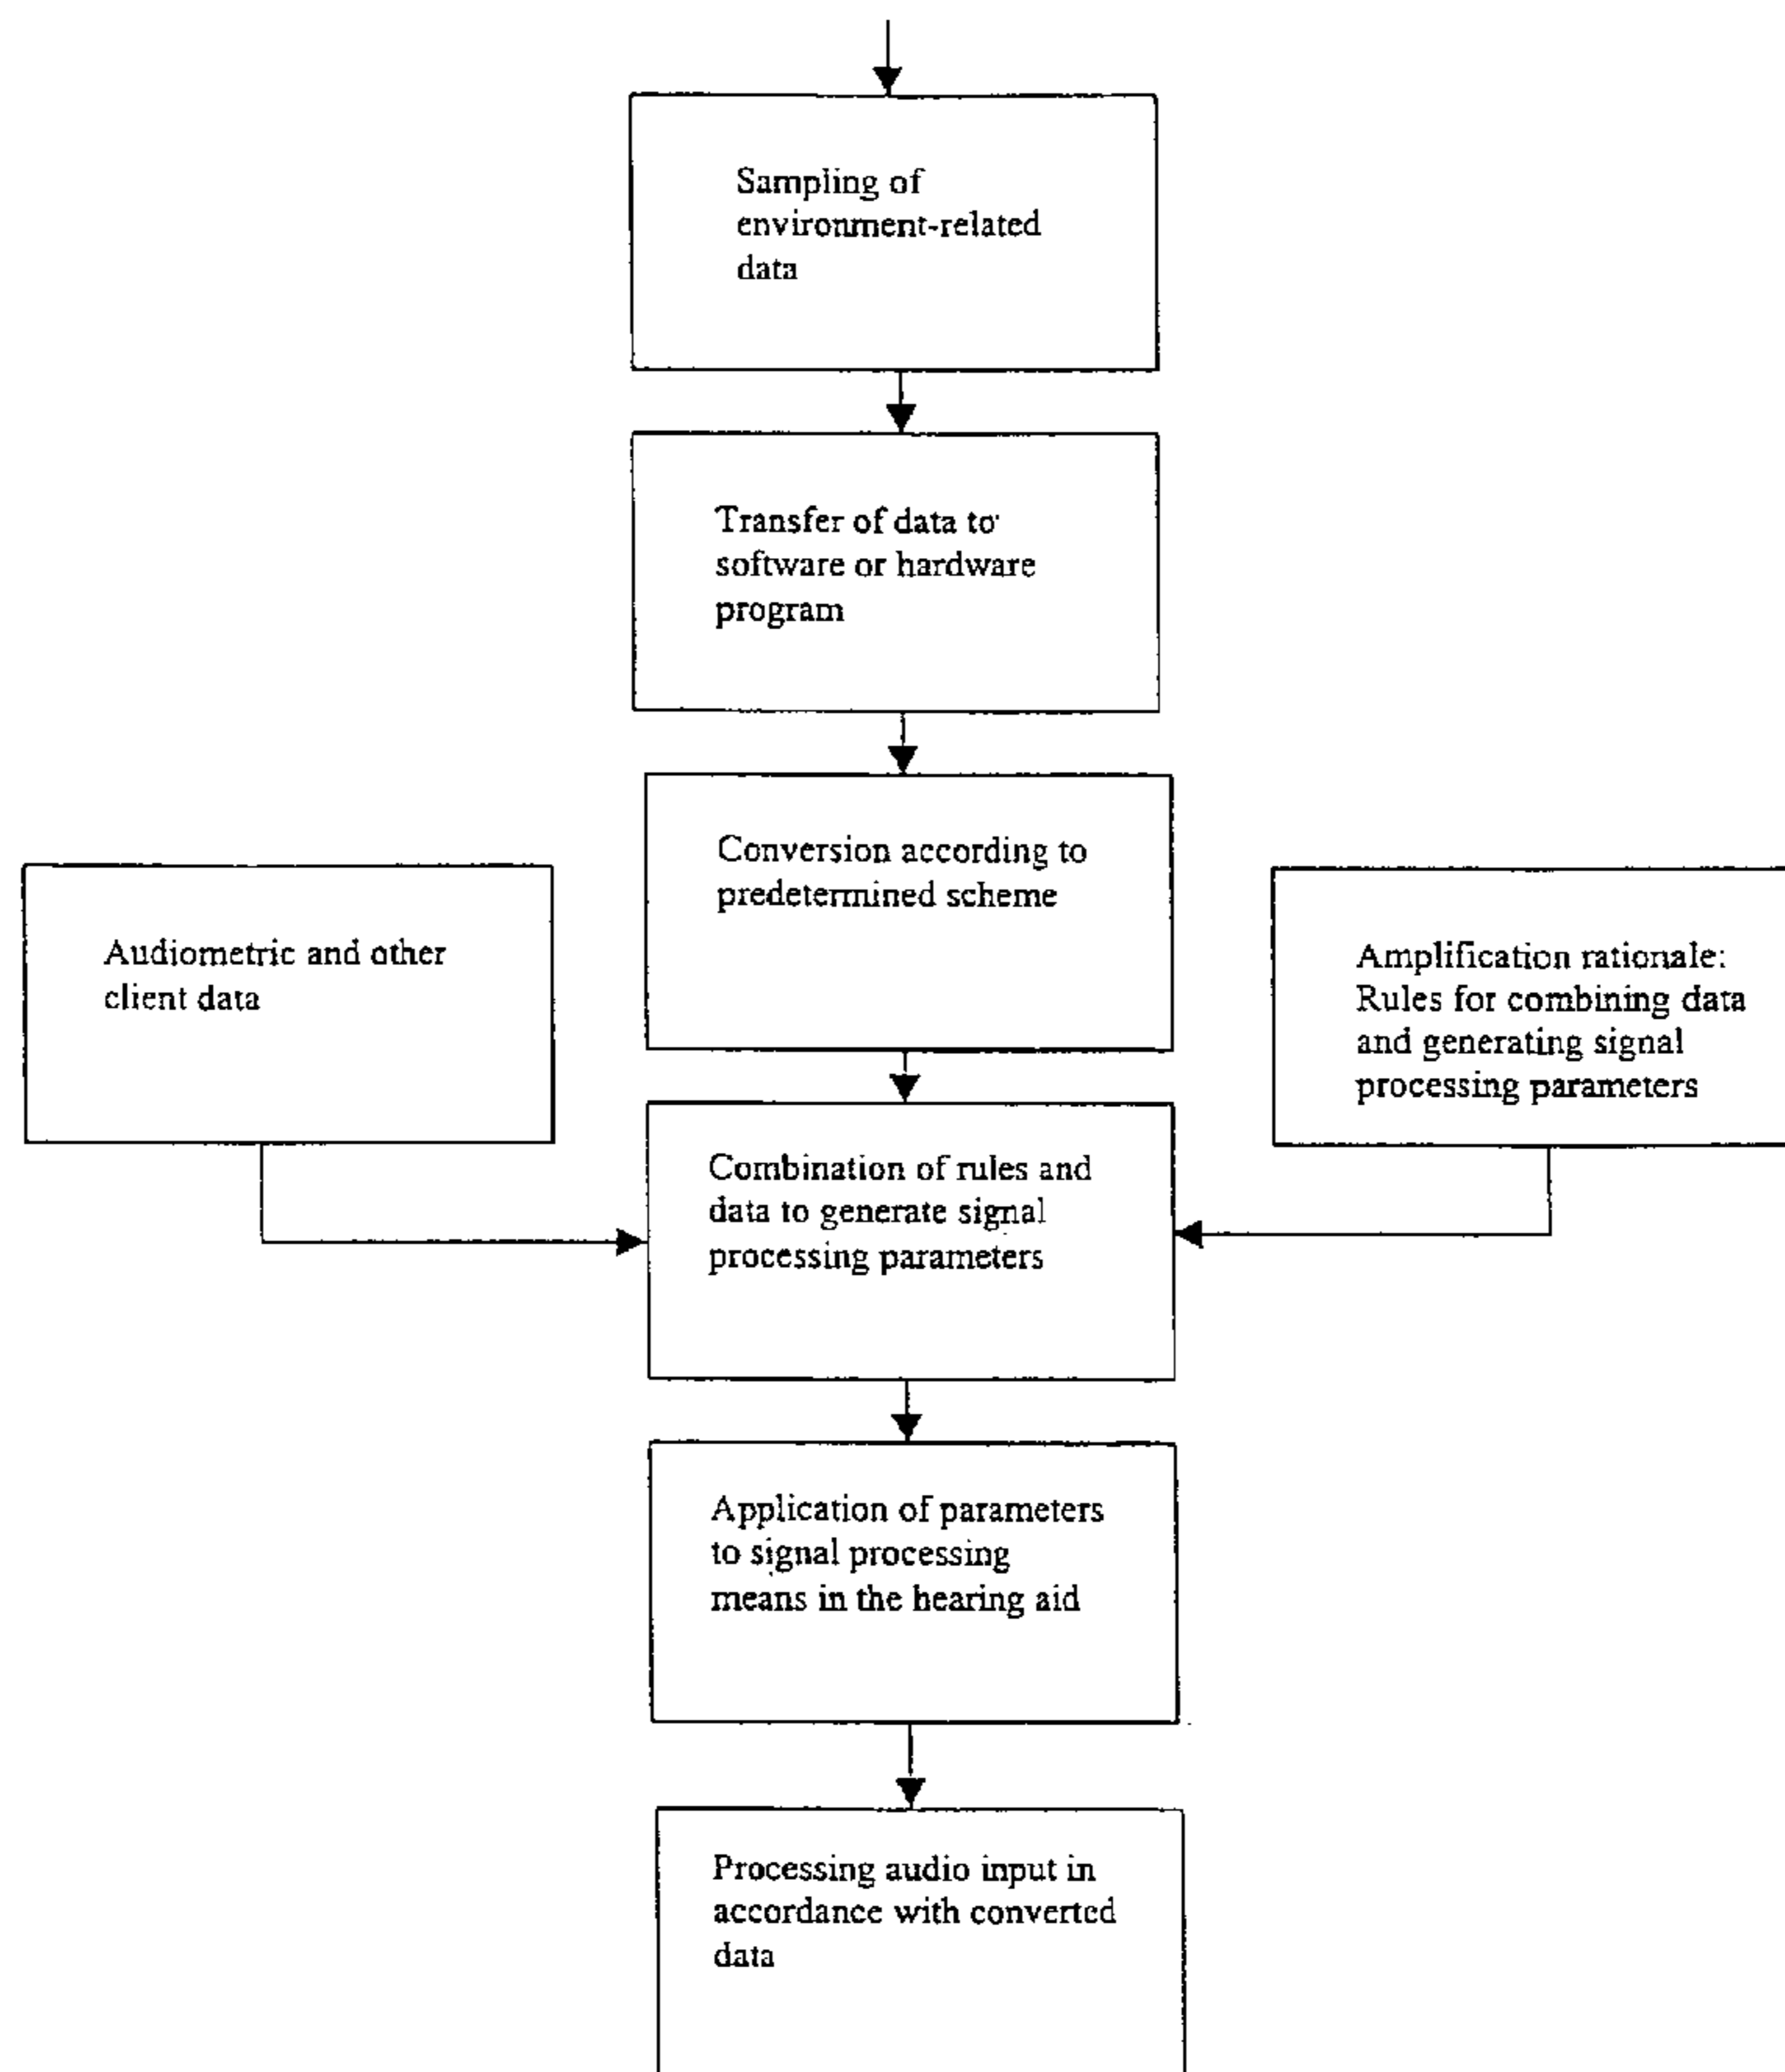 Sampling of
environment-related
data
Transfer of data to
software or hardware
program
Conversion according to
predetermined scheme
Audiometric and other
client data
Amplification rationale:
Rules for combining data
and generating signal
processing parameters
Combination of rules and
data to generate signal
processing parameters
Application of parameters
to signal processing
means in the hearing aid
Processing audio input in
accordance with converted
data